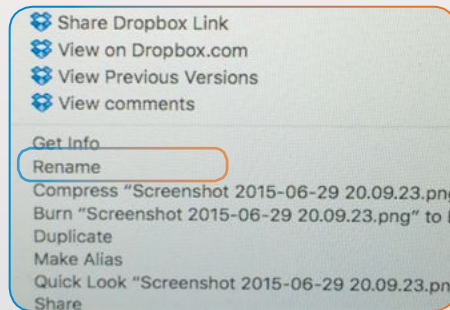 Share Dropbox Link
View on Dropbox.com
View Previous Versions
View comments
Get Info
Rename
Compress “Screenshot 2015-06-29 20.09.23.png
Burn “Screenshot 2015-06-29 20.09.23.png” to
Duplicate
Make Alias
Quick Look “Screenshot 2015-06-29 20.09.23.pn
Share